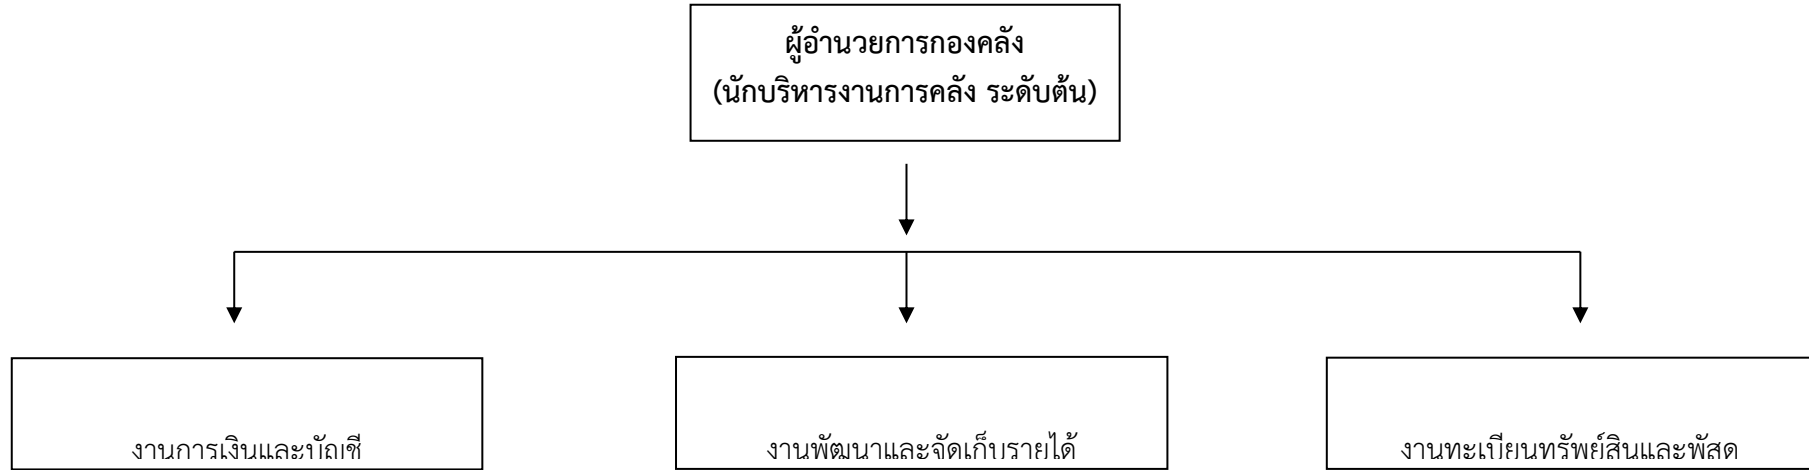 ผู้อำนวยการกองคลัง
(นักบริหารงานการคลัง ระดับต้น)
งานการเงินและบัญชี
งานพัฒนาและจัดเก็บรายได้
งานทะเบียนทรัพย์สินและพัสด